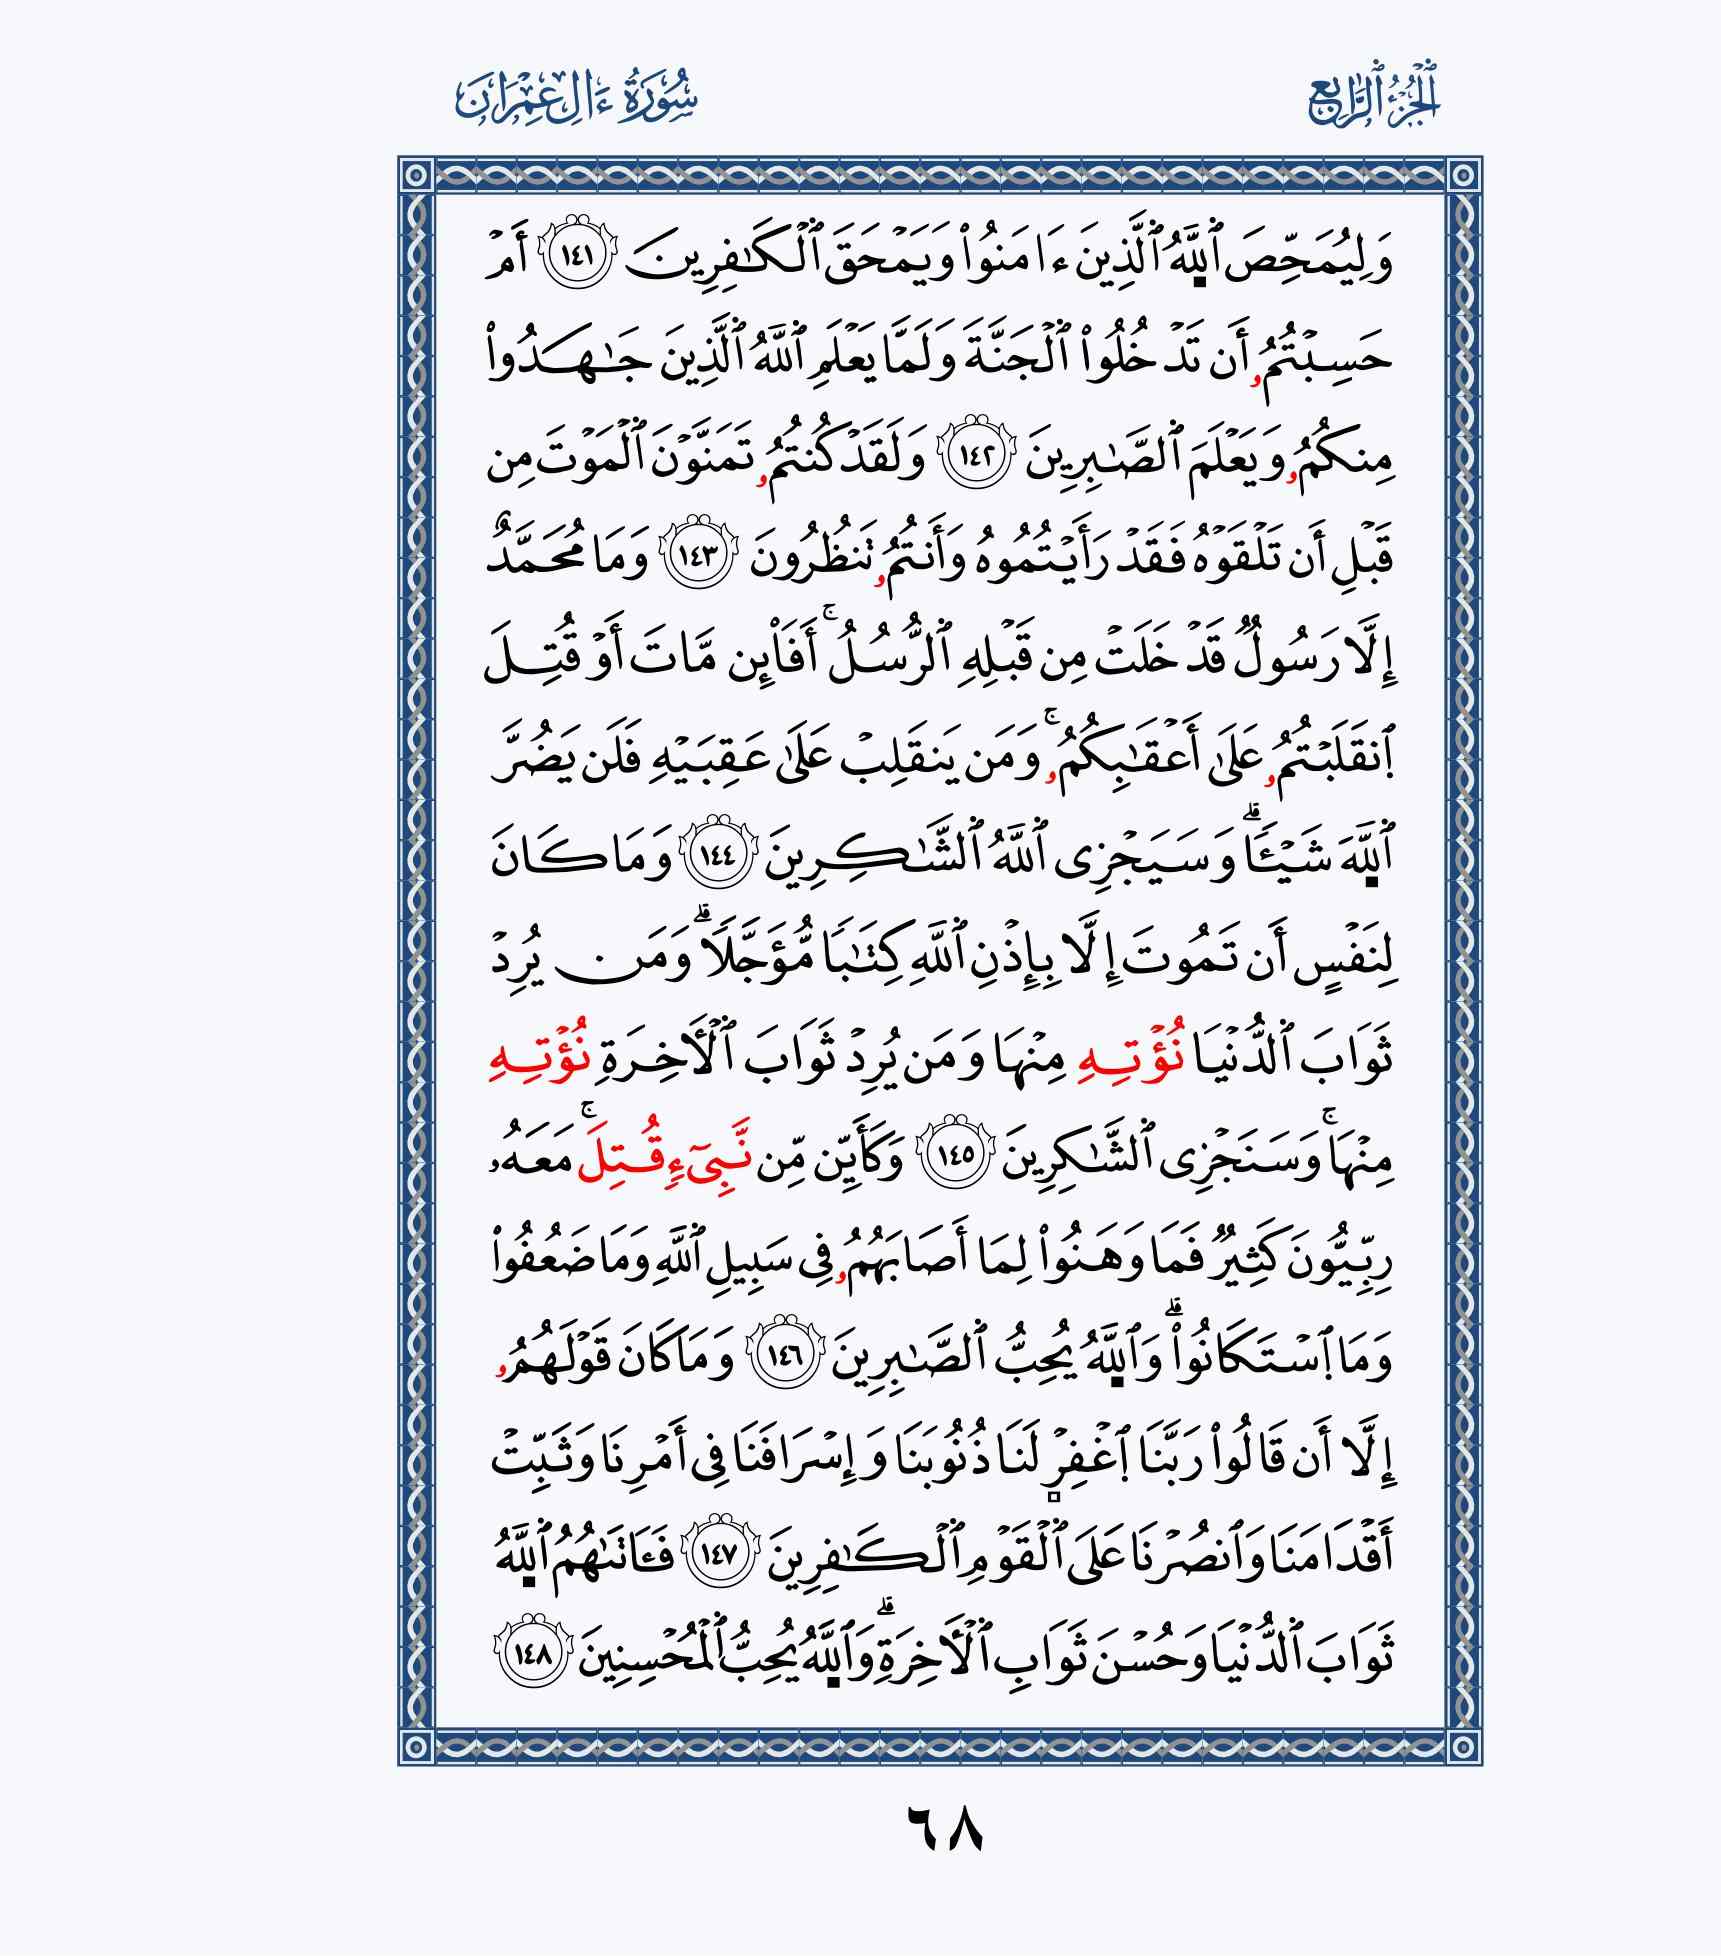 ٱلْجُزْءُ ٱلرَّابِع سُورَةُ ءَالِ عِمْرَان
وَلِيُمَحِّصَ ٱللَّهُ ٱلَّذِينَ ءَامَنُواْ وَيَمْحَقَ ٱلْكَٰفِرِينَ ١٤١ أَمْ
حَسِبْتُمُۥ أَن تَدْخُلُواْ ٱلْجَنَّةَ وَلَمَّا يَعْلَمِ ٱللَّهُ ٱلَّذِينَ جَٰهَدُواْ
مِنكُمُۥ وَيَعْلَمَ ٱلصَّٰبِرِينَ ١٤٢ وَلَقَدْ كُنتُمُۥ تَمَنَّوْنَ ٱلْمَوْتَ مِن
قَبْلِ أَن تَلْقَوْهُ فَقَدْ رَأَيْتُمُوهُ وَأَنتُمُۥ تَنظُرُونَ ١٤٣ وَمَا مُحَمَّدٌ
إِلَّا رَسُولٌ قَدْ خَلَتْ مِن قَبْلِهِ ٱلرُّسُلُۚ أَفَإِيْن مَّاتَ أَوْ قُتِلَ
ٱنقَلَبْتُمُۥ عَلَىٰ أَعْقَٰبِكُمُۥۚ وَمَن يَنقَلِبْ عَلَىٰ عَقِبَيْهِ فَلَن يَضُرَّ
ٱللَّهَ شَيْـًٔاۗ وَسَيَجْزِى ٱللَّهُ ٱلشَّٰكِرِينَ ١٤٤ وَمَا كَانَ
لِنَفْسٍ أَن تَمُوتَ إِلَّا بِإِذْنِ ٱللَّهِ كِتَٰبًا مُّؤَجَّلًاۗ وَمَن يُرِدْ
ثَوَابَ ٱلدُّنْيَا نُؤْتِهِ مِنْهَا وَمَن يُرِدْ ثَوَابَ ٱلْأَخِرَةِ نُؤْتِهِ
مِنْهَاۚ وَسَنَجْزِى ٱلشَّٰكِرِينَ ١٤٥ وَكَأَيِّن مِّن نَّبِىٓءٍ قُتِلَۚ مَعَهُۥ
رِبِّيُّونَ كَثِيرٌ فَمَا وَهَنُواْ لِمَا أَصَابَهُمُۥ فِى سَبِيلِ ٱللَّهِ وَمَا ضَعُفُواْ
وَمَا ٱسْتَكَانُواْۗ وَٱللَّهُ يُحِبُّ ٱلصَّٰبِرِينَ ١٤٦ وَمَا كَانَ قَوْلَهُمُۥ
إِلَّا أَن قَالُواْ رَبَّنَا ٱغْفِرْ لَنَا ذُنُوبَنَا وَإِسْرَافَنَا فِى أَمْرِنَا وَثَبِّتْ
أَقْدَامَنَا وَٱنصُرْنَا عَلَى ٱلْقَوْمِ ٱلْكَٰفِرِينَ ١٤٧ فَـَٔاتَىٰهُمُ ٱللَّهُ
ثَوَابَ ٱلدُّنْيَا وَحُسْنَ ثَوَابِ ٱلْأَخِرَةِۗ وَٱللَّهُ يُحِبُّ ٱلْمُحْسِنِينَ ١٤٨
٦٨